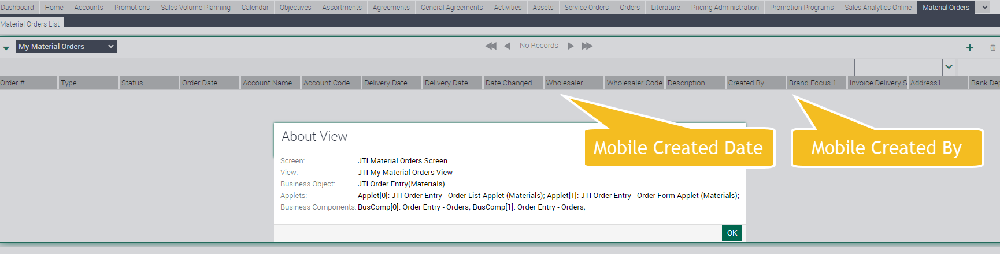 Dashboard Home Accounts Promotions Sales Volume Planning Calendar Objectives Assortments Agreements General Agreements Activities Assets Service Orders Orders Literature Pricing Administration Promotion Programs Sales Analytics Online Material Orders
Material Orders List
My Material Orders No Records
Order # Type Status Order Date Account Name Account Code Delivery Date Delivery Date Date Changed Wholesaler Wholesaler Code Description Created By Brand Focus 1 Invoice Delivery S Address1 Bank Dep
About View
Mobile Created Date Mobile Created By
Screen: JTI Material Orders Screen
View: JTI My Material Orders View
Business Object: JTI Order Entry(Materials)
Applets: Applet[0]: JTI Order Entry - Order List Applet (Materials); Applet[1]: JTI Order Entry - Order Form Applet (Materials);
Business Components: BusComp[0]: Order Entry - Orders; BusComp[1]: Order Entry - Orders;
OK